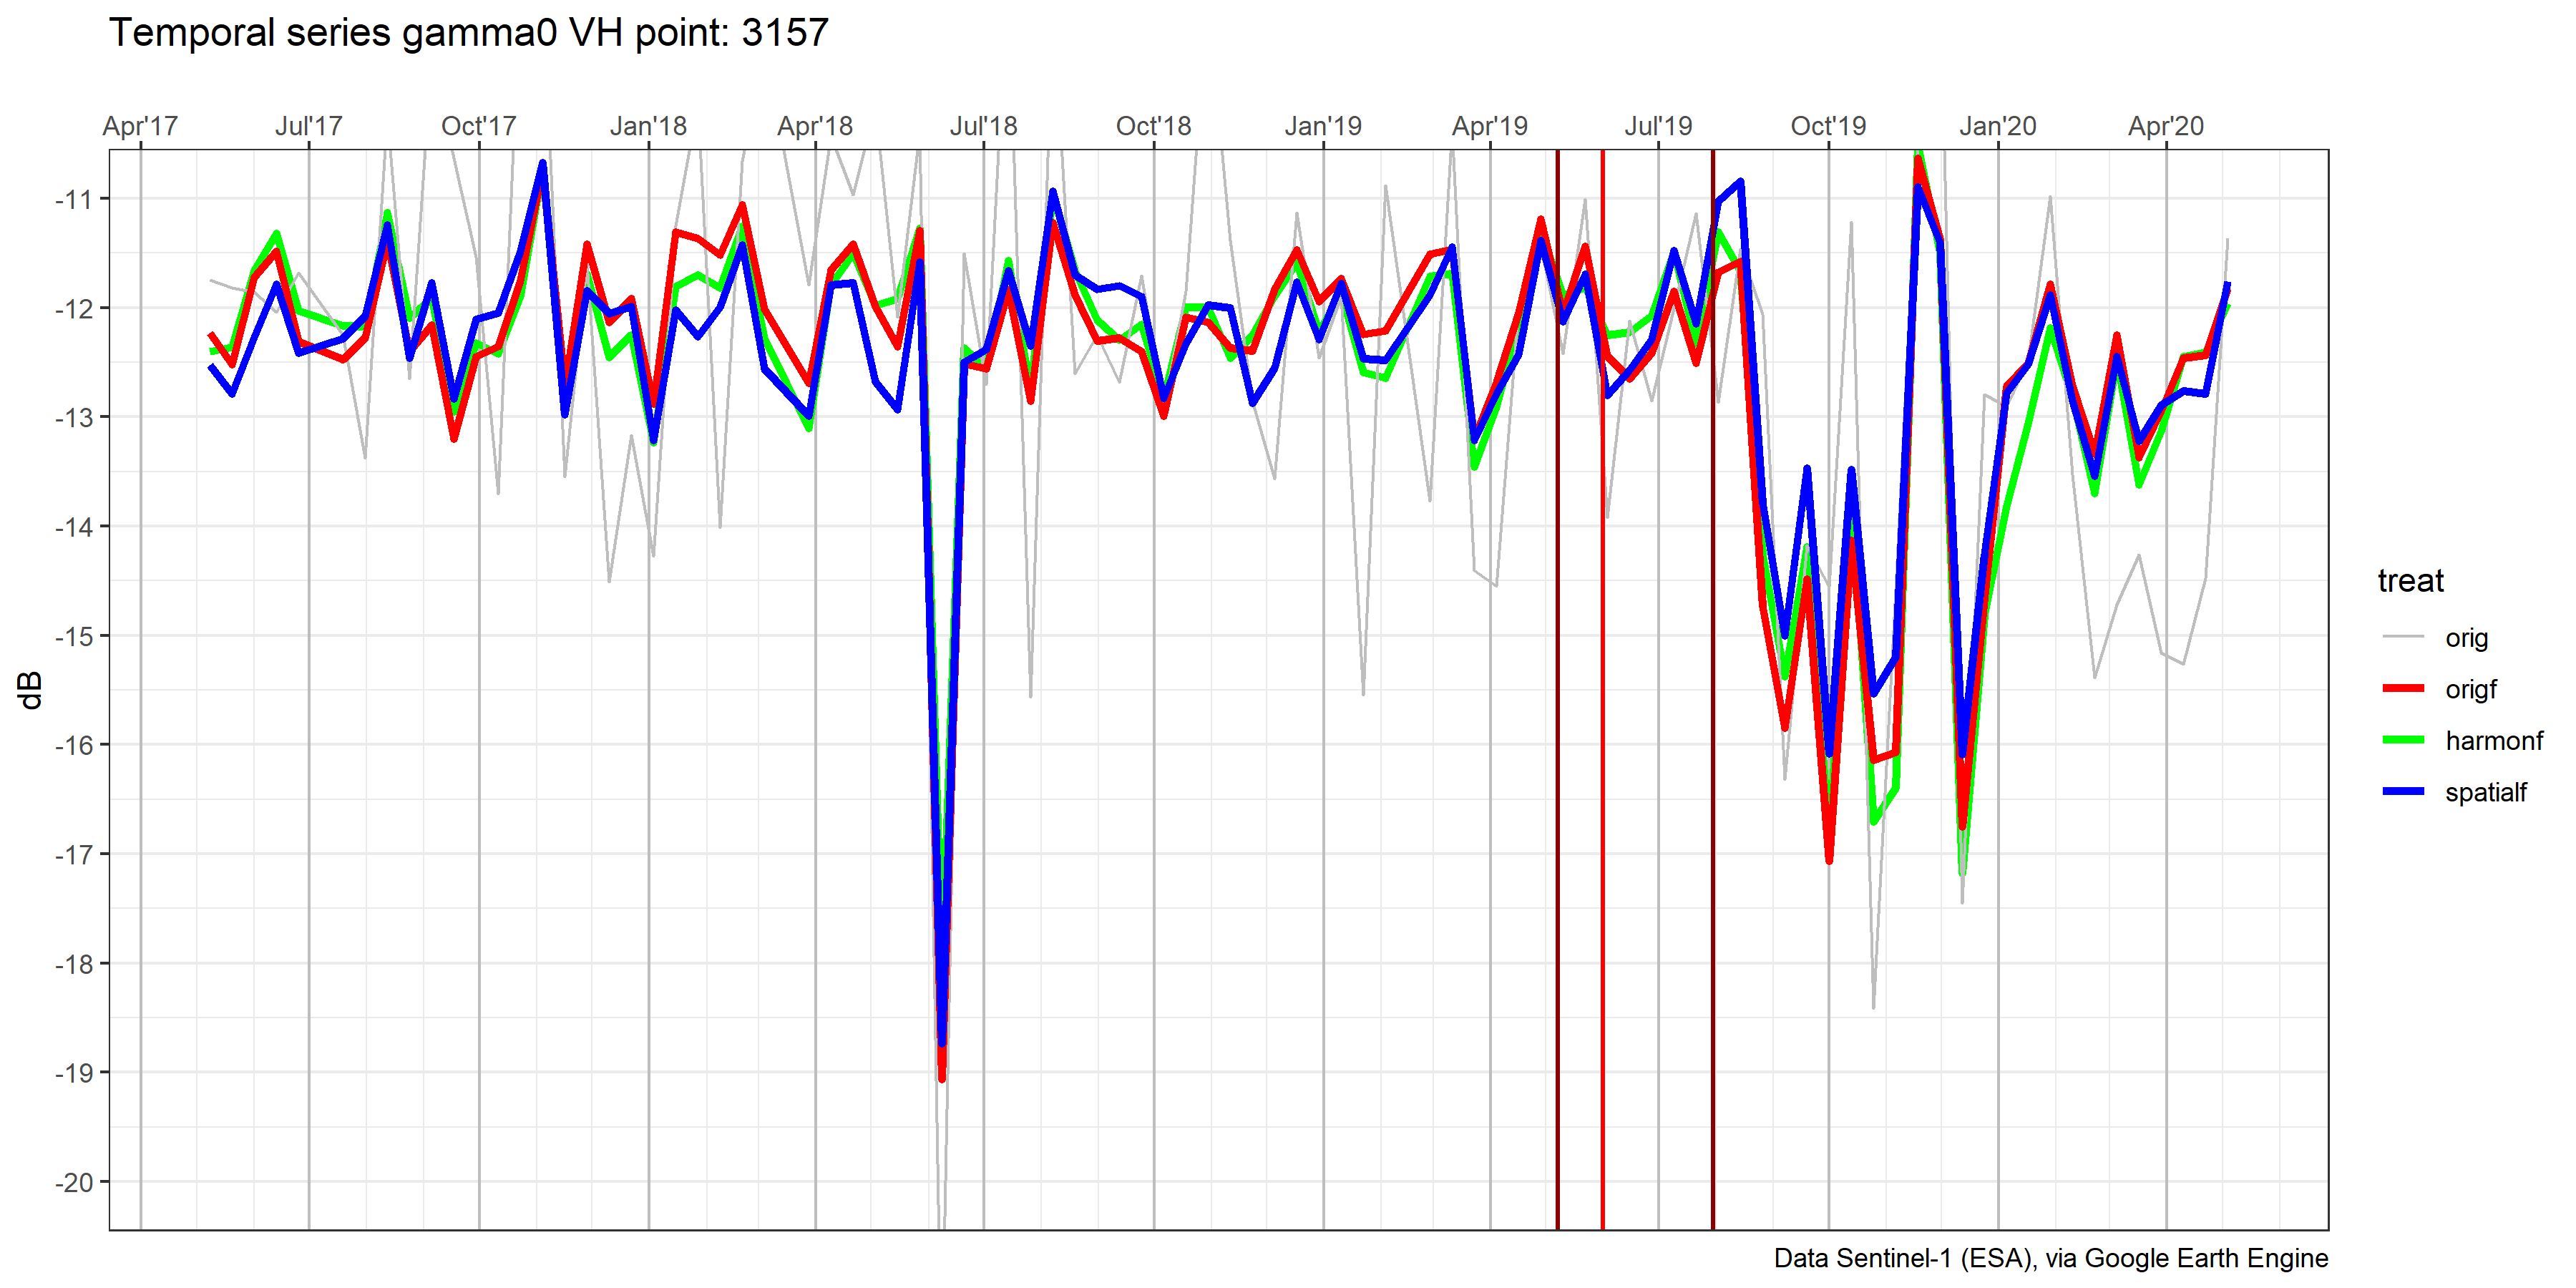 Temporal series gamma0 VH point: 3157
Apr'17 Jul'17 Oct'17 Jan'18 Apr'18 Jul'18 Oct'18 Jan'19 Apr'19 Jul'19 Oct'19 Jan'20 Apr'20
-11
-12
-13
-14
-15
-16
-17
-18
-19
-20
dB
treat
orig
origf
harmonf
spatialf
Data Sentinel-1 (ESA), via Google Earth Engine